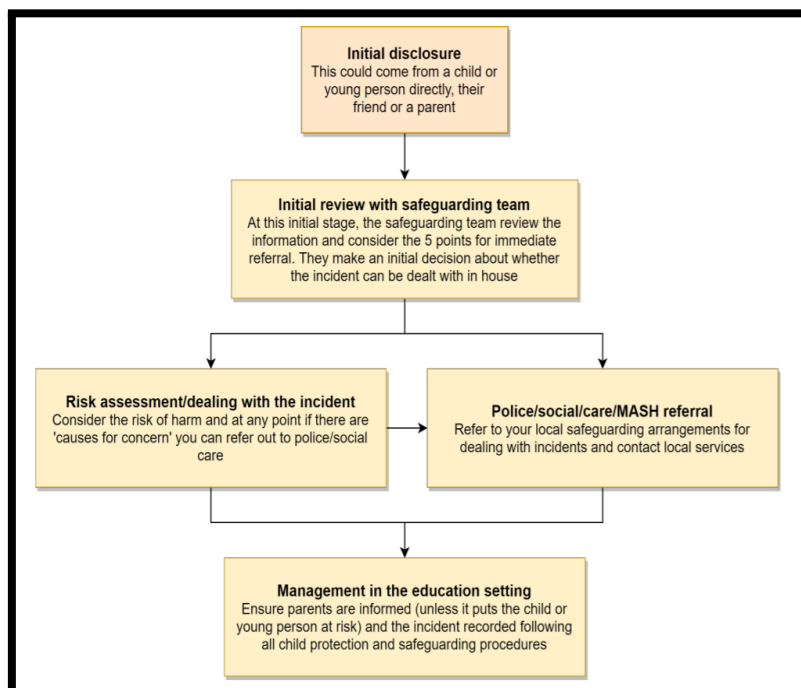 Initial disclosure
This could come from a child or
young person directly, their
friend or a parent
Initial review with safeguarding team
At this initial stage, the safeguarding team review the
information and consider the 5 points for immediate
referral. They make an initial decision about whether
the incident can be dealt with in house
Risk assessment/dealing with the incident
Consider the risk of harm and at any point if there are
'causes for concern' you can refer out to police/social
care
Police/social/care/MASH referral
Refer to your local safeguarding arrangements for
dealing with incidents and contact local services
Management in the education setting
Ensure parents are informed (unless it puts the child or
young person at risk) and the incident recorded following
all child protection and safeguarding procedures